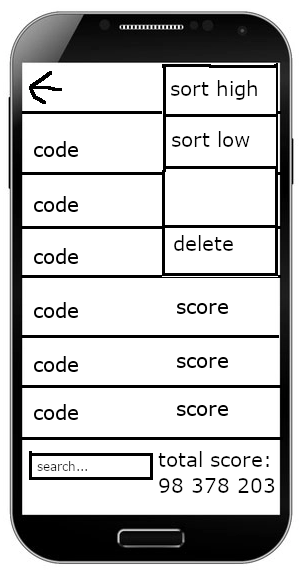 sort high
code
sort low
code
code
delete
code
score
code
score
code
score
search...
total score:
98 378 203